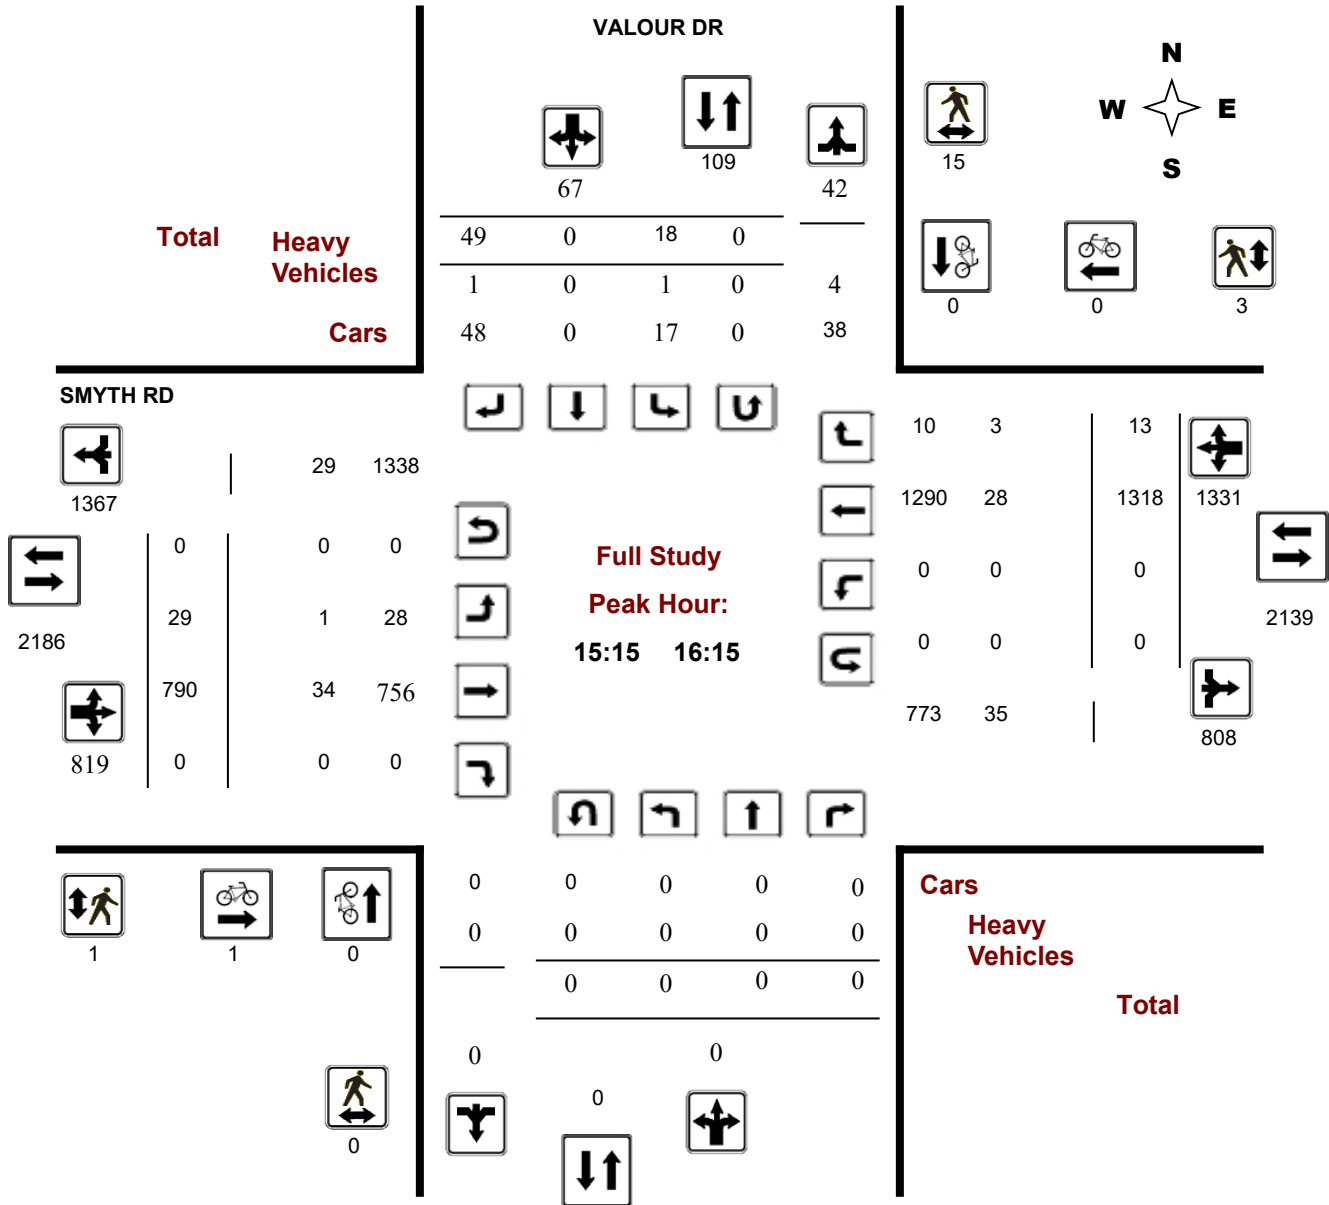 VALOUR DR
N
W E
S
109
15
67
42
Total
Heavy
Vehicles
Cars
49 0 18 0
1 0 1 0 4
48 0 17 0 38
0 0 3
SMYTH RD
1367
29 1338
10 3 13
1290 28 1318 1331
0 0 0
Full Study
0 0 0
Peak Hour:
29 1 28
2186
15:15 16:15
2139
0 0 0
790 34 756
773 35
808
819
0 0 0
0 0 0 0 0
Cars
0 0 0 0 0
Heavy
Vehicles
1 1 0
0 0 0 0
Total
0 0
0
0